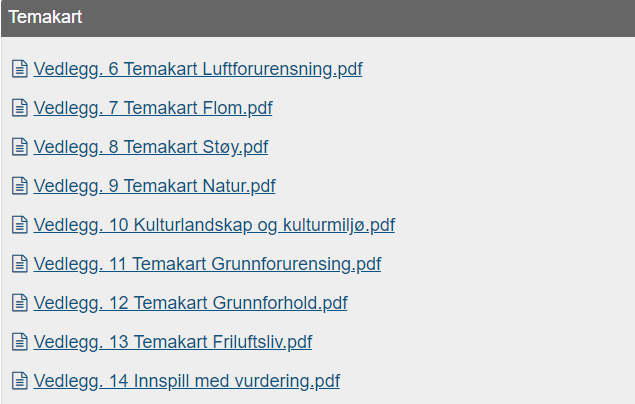 Temakart
Vedlegg. 6 Temakart Luftforurensning.pdf
Vedlegg. 7 Temakart Flom.pdf
Vedlegg. 8 Temakart Støy.pdf
Vedlegg. 9 Temakart Natur.pdf
Vedlegg. 10 Kulturlandskap og kulturmiljø.pdf
Vedlegg. 11 Temakart Grunnforurensing.pdf
Vedlegg. 12 Temakart Grunnforhold.pdf
Vedlegg. 13 Temakart Friluftsliv.pdf
Vedlegg. 14 Innspill med vurdering.pdf